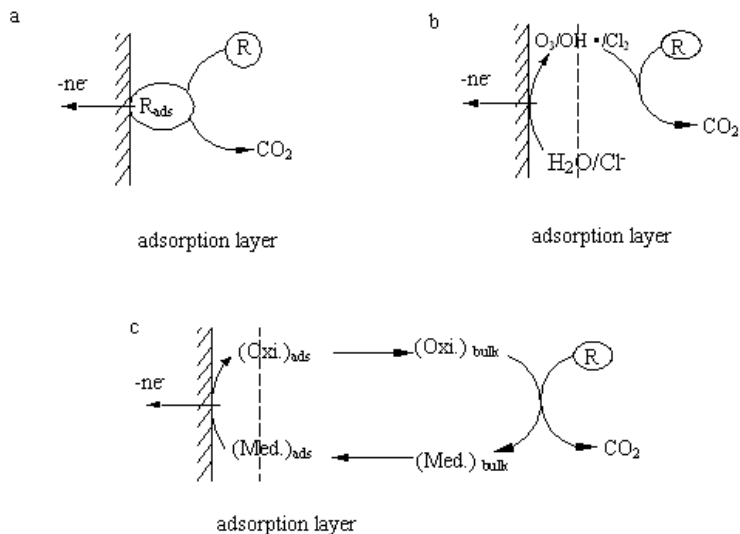 a
R
-ne⁻
R ads
CO₂
adsorption layer
b
O₃/OH •/Cl₂
R
-ne⁻
CO₂
H₂O/Cl⁻
adsorption layer
c
(Oxi.)ads
(Oxi.) bulk
R
-ne⁻
(Med.)ads
(Med.) bulk
CO₂
adsorption layer